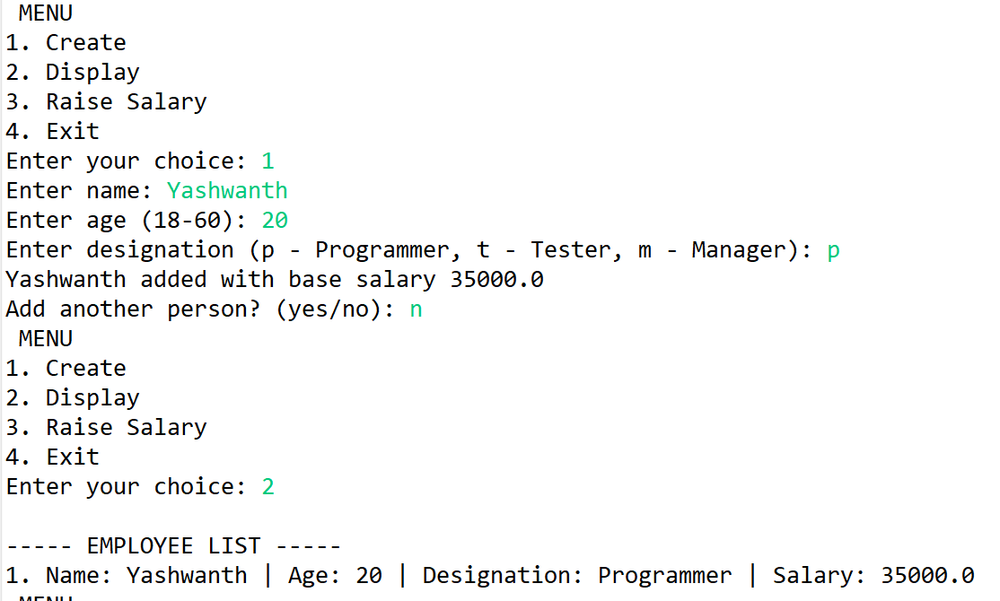 MENU
1. Create
2. Display
3. Raise Salary
4. Exit
Enter your choice: 1
Enter name: Yashwanth
Enter age (18-60): 20
Enter designation (p - Programmer, t - Tester, m - Manager): p
Yashwanth added with base salary 35000.0
Add another person? (yes/no): n
MENU
1. Create
2. Display
3. Raise Salary
4. Exit
Enter your choice: 2
----- EMPLOYEE LIST -----
1. Name: Yashwanth | Age: 20 | Designation: Programmer | Salary: 35000.0
MENU